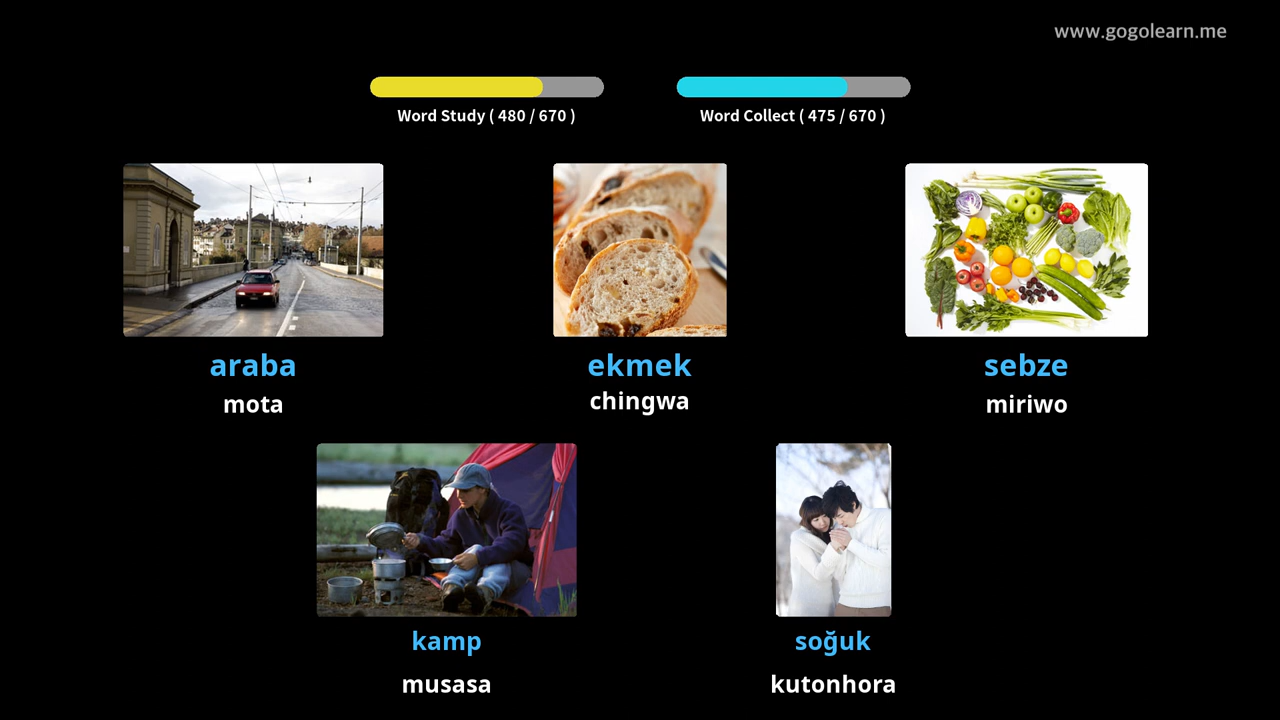 www.gogolearn.me
Word Study ( 480 / 670 )
Word Collect ( 475 / 670 )
araba
mota
ekmek
chingwa
sebze
miriwo
kamp
musasa
soğuk
kutonhora